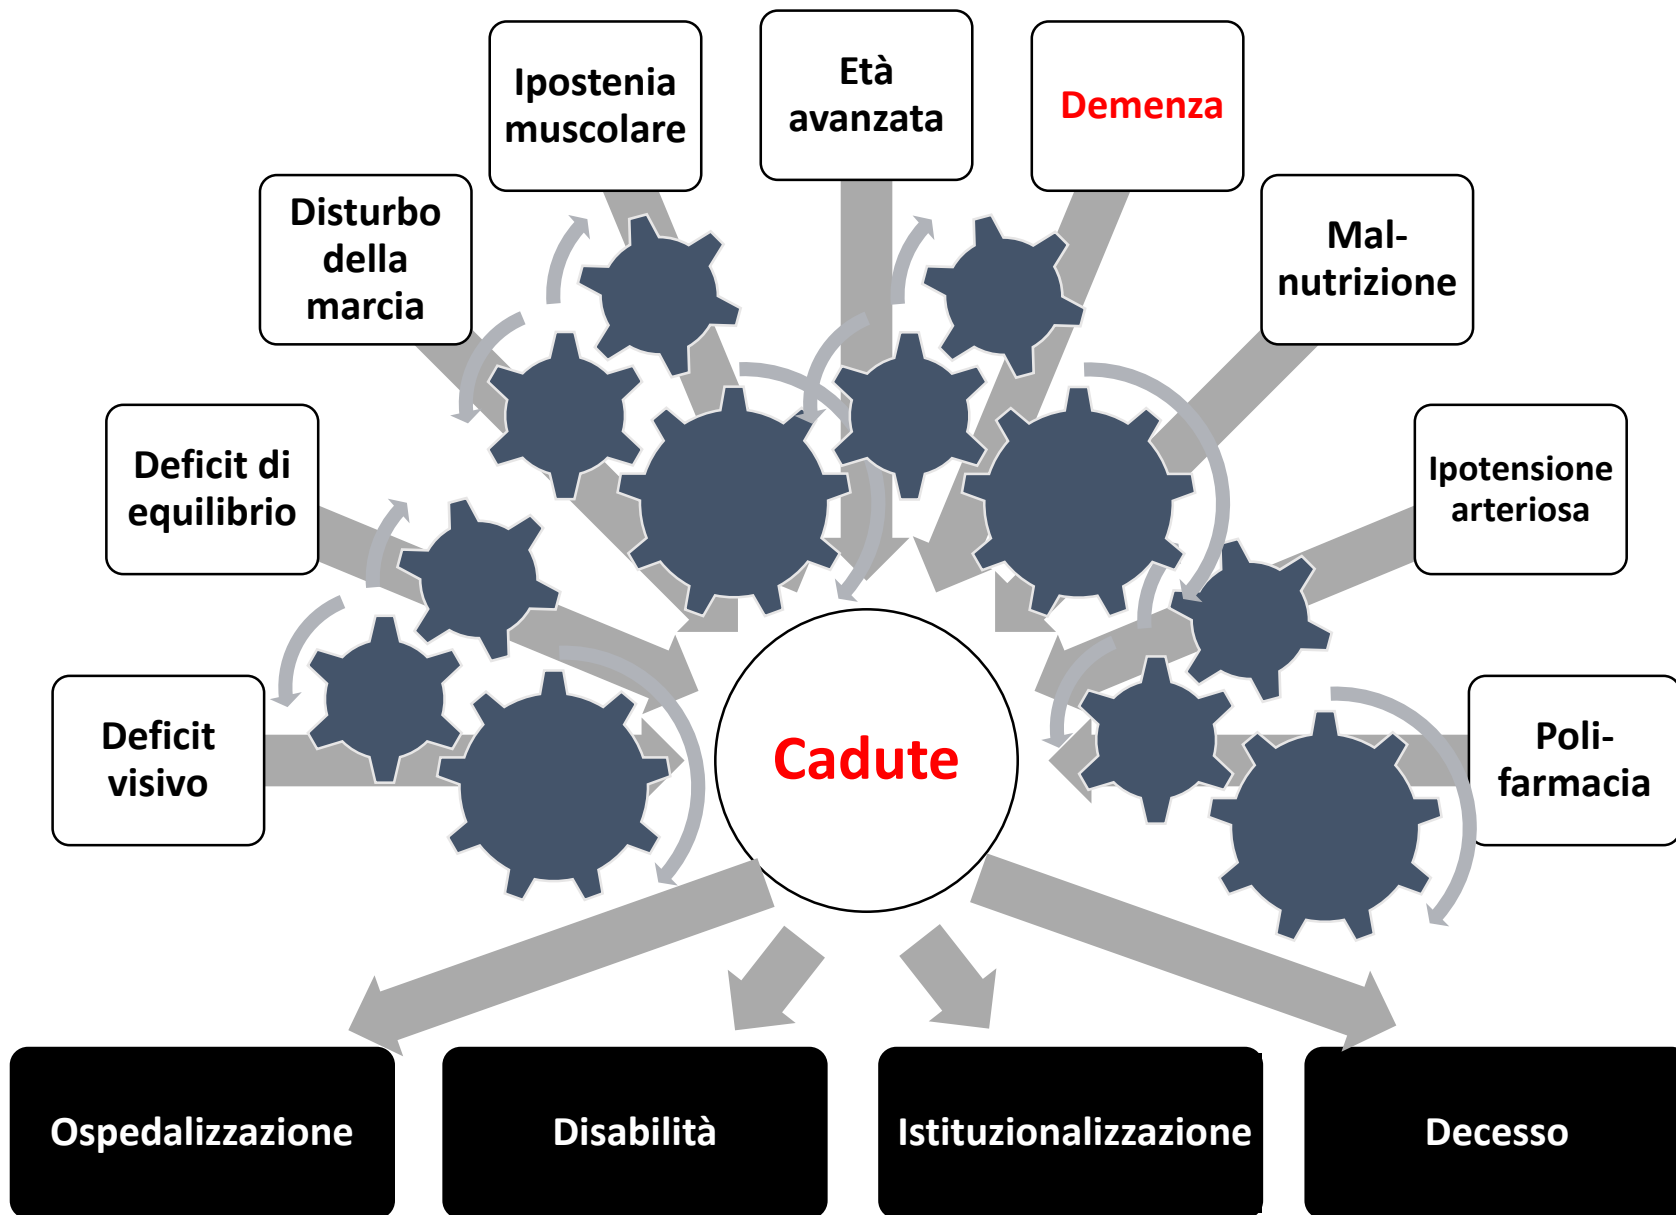 Ipostenia
muscolare
Età
avanzata
Demenza
Disturbo
della
marcia
Mal-
nutrizione
Deficit di
equilibrio
Ipotensione
arteriosa
Deficit
visivo
Cadute
Poli-
farmacia
Ospedalizzazione
Disabilità
Istituzionalizzazione
Decesso